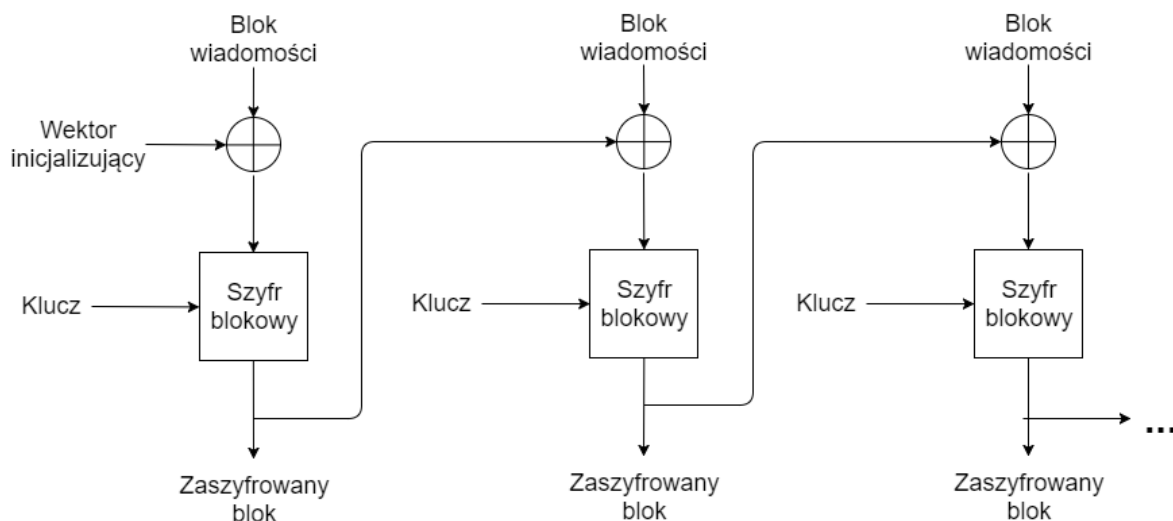 Blok
wiadomości
Blok
wiadomości
Blok
wiadomości
Wektor
inicjalizujący
Klucz
Szyfr
blokowy
Klucz
Szyfr
blokowy
Klucz
Szyfr
blokowy
...
Zaszyfrowany
blok
Zaszyfrowany
blok
Zaszyfrowany
blok